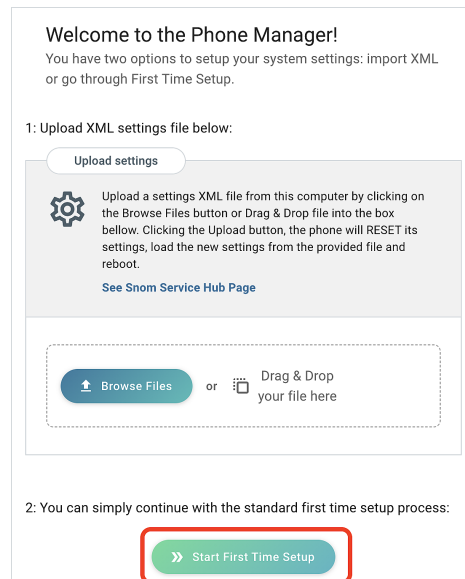 Welcome to the Phone Manager!
You have two options to setup your system settings: import XML
or go through First Time Setup.
1: Upload XML settings file below:
Upload settings
Upload a settings XML file from this computer by clicking on
the Browse Files button or Drag & Drop file into the box
bellow. Clicking the Upload button, the phone will RESET its
settings, load the new settings from the provided file and
reboot.
See Snom Service Hub Page
Browse Files or Drag & Drop
your file here
2: You can simply continue with the standard first time setup process:
Start First Time Setup